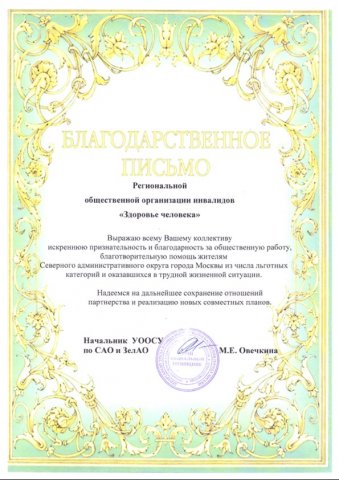 БЛАГОДАРСТВЕННОЕ
ПИСЬМО
Региональной
общественной организации инвалидов
«Здоровье человека»
Выражаю всему Вашему коллективу
искреннюю признательность и благодарность за общественную работу,
благотворительную помощь жителям
Северного административного округа города Москвы из числа льготных
категорий и оказавшихся в трудной жизненной ситуации.
Надеемся на дальнейшее сохранение отношений
партнерства и реализацию новых совместных планов.
Начальник УООСУ
по САО и ЗелАО М.Е. Овечкина